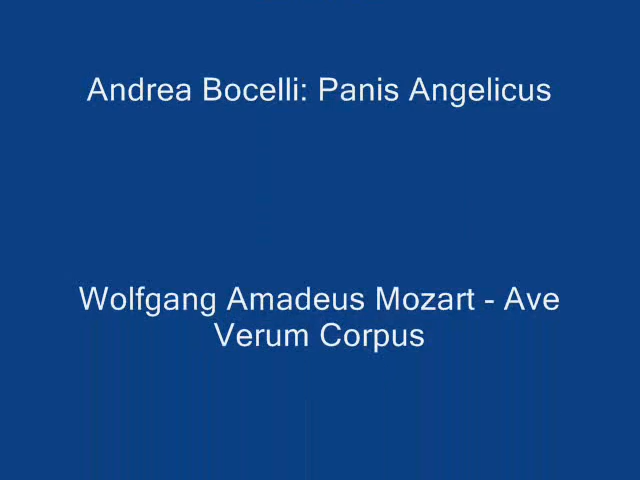 Andrea Bocelli: Panis Angelicus
Wolfgang Amadeus Mozart - Ave
Verum Corpus